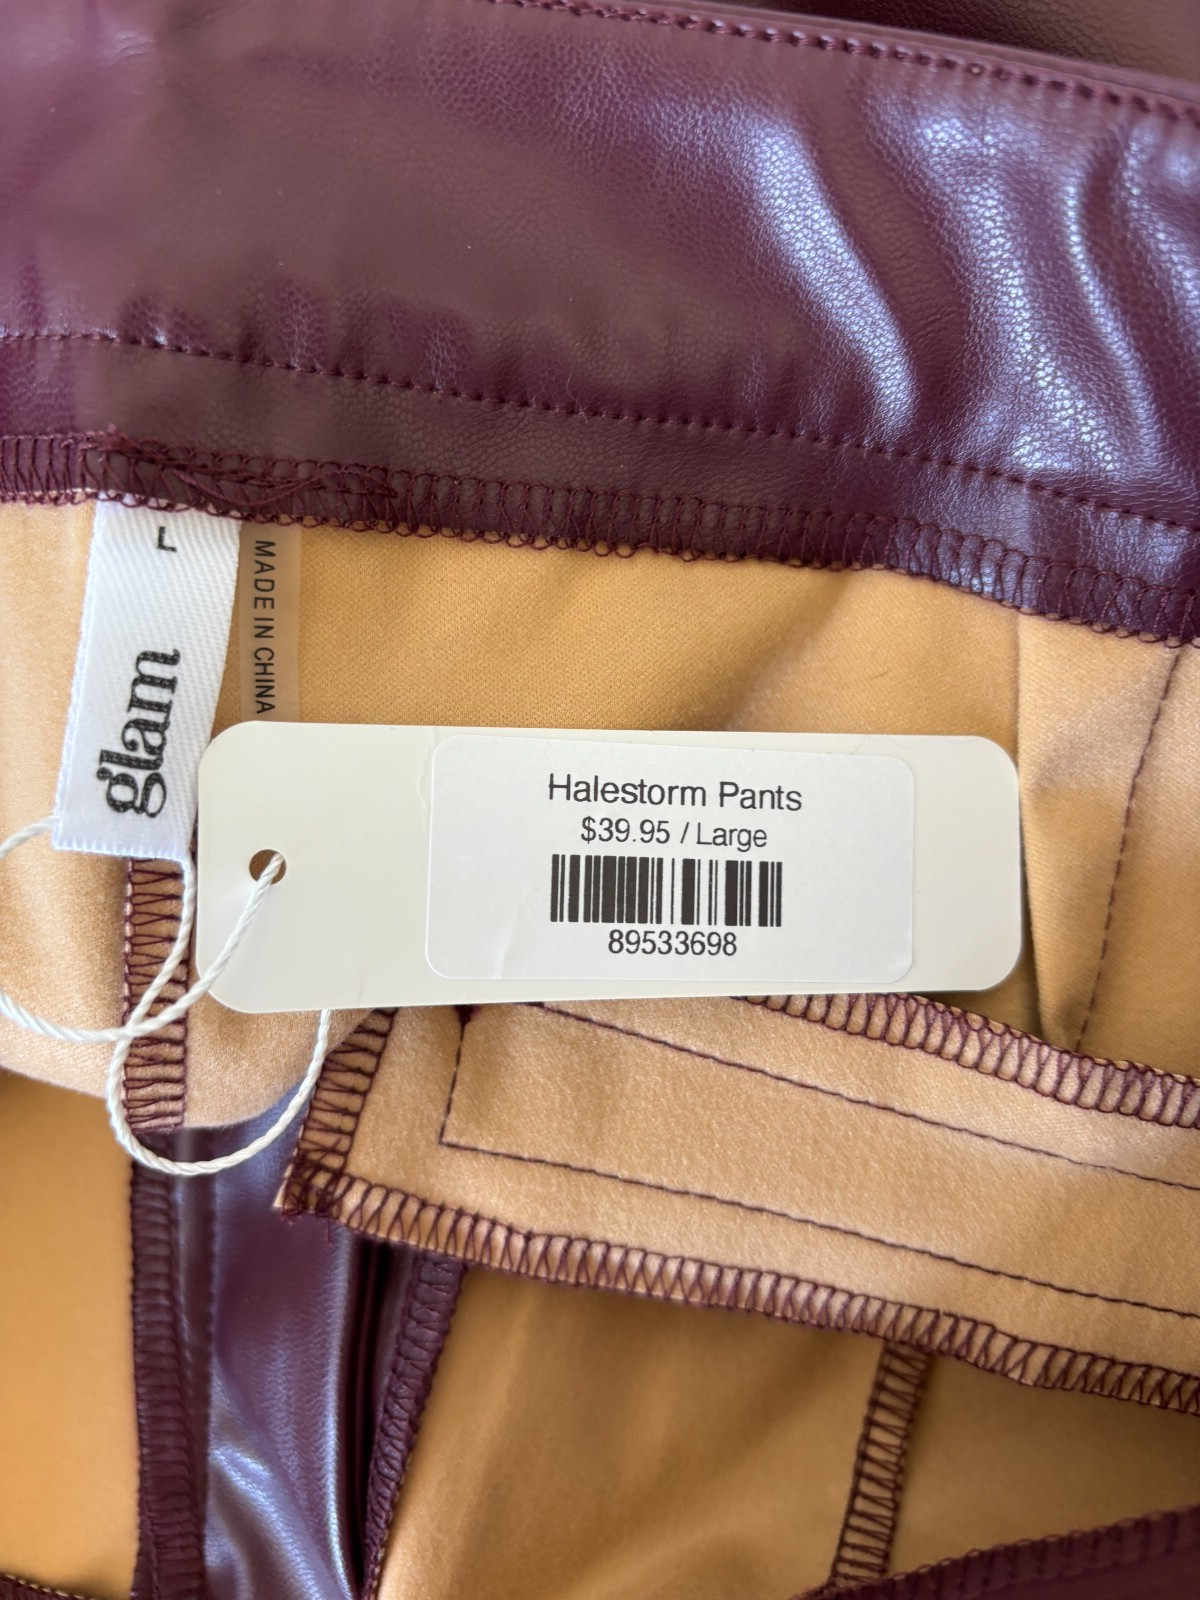 L
glam
MADE IN CHINA
Halestorm Pants
$39.95 / Large
89533698